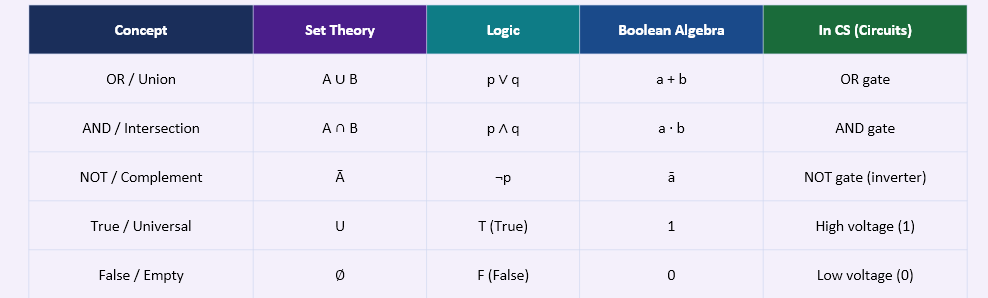 Concept Set Theory Logic Boolean Algebra In CS (Circuits)
OR / Union A ∪ B p ∨ q a + b OR gate
AND / Intersection A ∩ B p ∧ q a · b AND gate
NOT / Complement Ā ¬p ā NOT gate (inverter)
True / Universal U T (True) 1 High voltage (1)
False / Empty Ø F (False) 0 Low voltage (0)